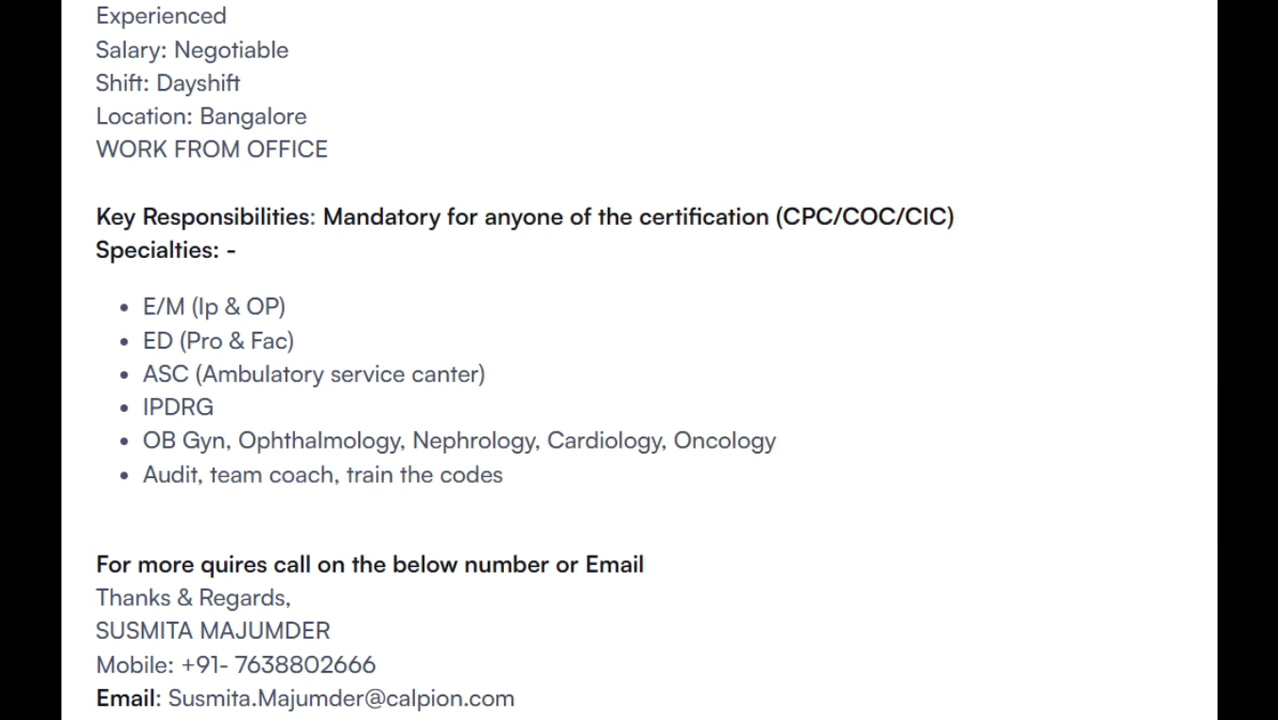 Experienced
Salary: Negotiable
Shift: Dayshift
Location: Bangalore
WORK FROM OFFICE
Key Responsibilities: Mandatory for anyone of the certification (CPC/COC/CIC)
Specialties: -
• E/M (Ip & OP)
• ED (Pro & Fac)
• ASC (Ambulatory service canter)
• IPDRG
• OB Gyn, Ophthalmology, Nephrology, Cardiology, Oncology
• Audit, team coach, train the codes
For more quires call on the below number or Email
Thanks & Regards,
SUSMITA MAJUMDER
Mobile: +91- 7638802666
Email: Susmita.Majumder@calpion.com